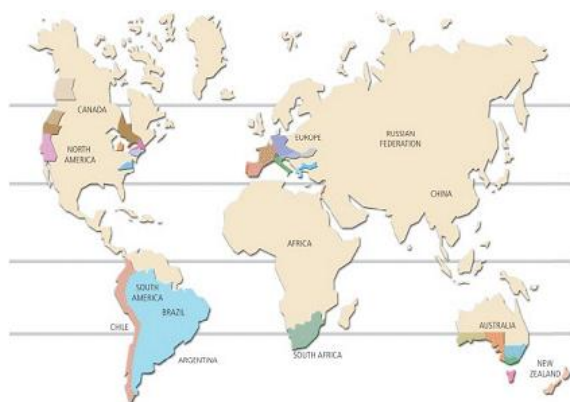 CANADA
NORTH
AMERICA
EUROPE
RUSSIAN
FEDERATION
CHINA
AFRICA
SOUTH
AMERICA
BRAZIL
CHILE
ARGENTINA
SOUTH AFRICA
AUSTRALIA
NEW
ZEALAND